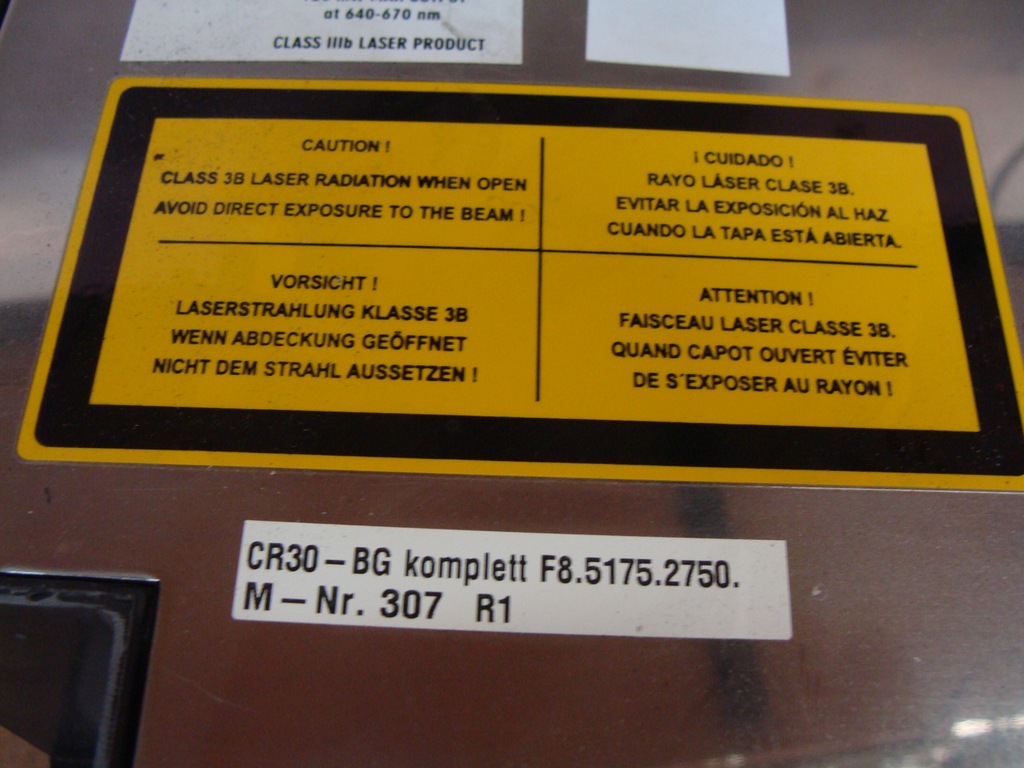 at 640-670 nm
CLASS IIIb LASER PRODUCT
CAUTION !
CLASS 3B LASER RADIATION WHEN OPEN
AVOID DIRECT EXPOSURE TO THE BEAM !
¡ CUIDADO !
RAYO LÁSER CLASE 3B.
EVITAR LA EXPOSICIÓN AL HAZ
CUANDO LA TAPA ESTÁ ABIERTA.
VORSICHT !
LASERSTRAHLUNG KLASSE 3B
WENN ABDECKUNG GEÖFFNET
NICHT DEM STRAHL AUSSETZEN !
ATTENTION !
FAISCEAU LASER CLASSE 3B.
QUAND CAPOT OUVERT ÉVITER
DE S´EXPOSER AU RAYON !
CR30 – BG komplett F8.5175.2750.
M – Nr. 307 R1